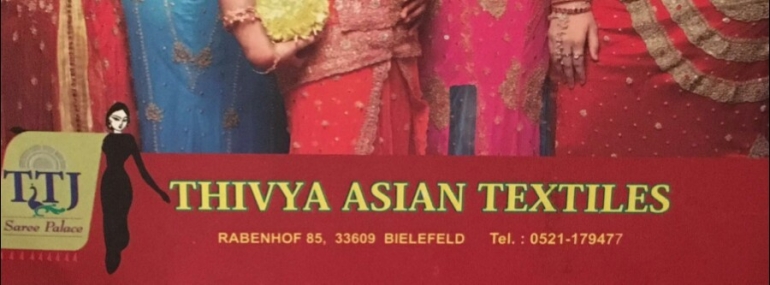 TTJ
Saree Palace
THIVYA ASIAN TEXTILES
RABENHOF 85, 33609 BIELEFELD Tel. : 0521-179477